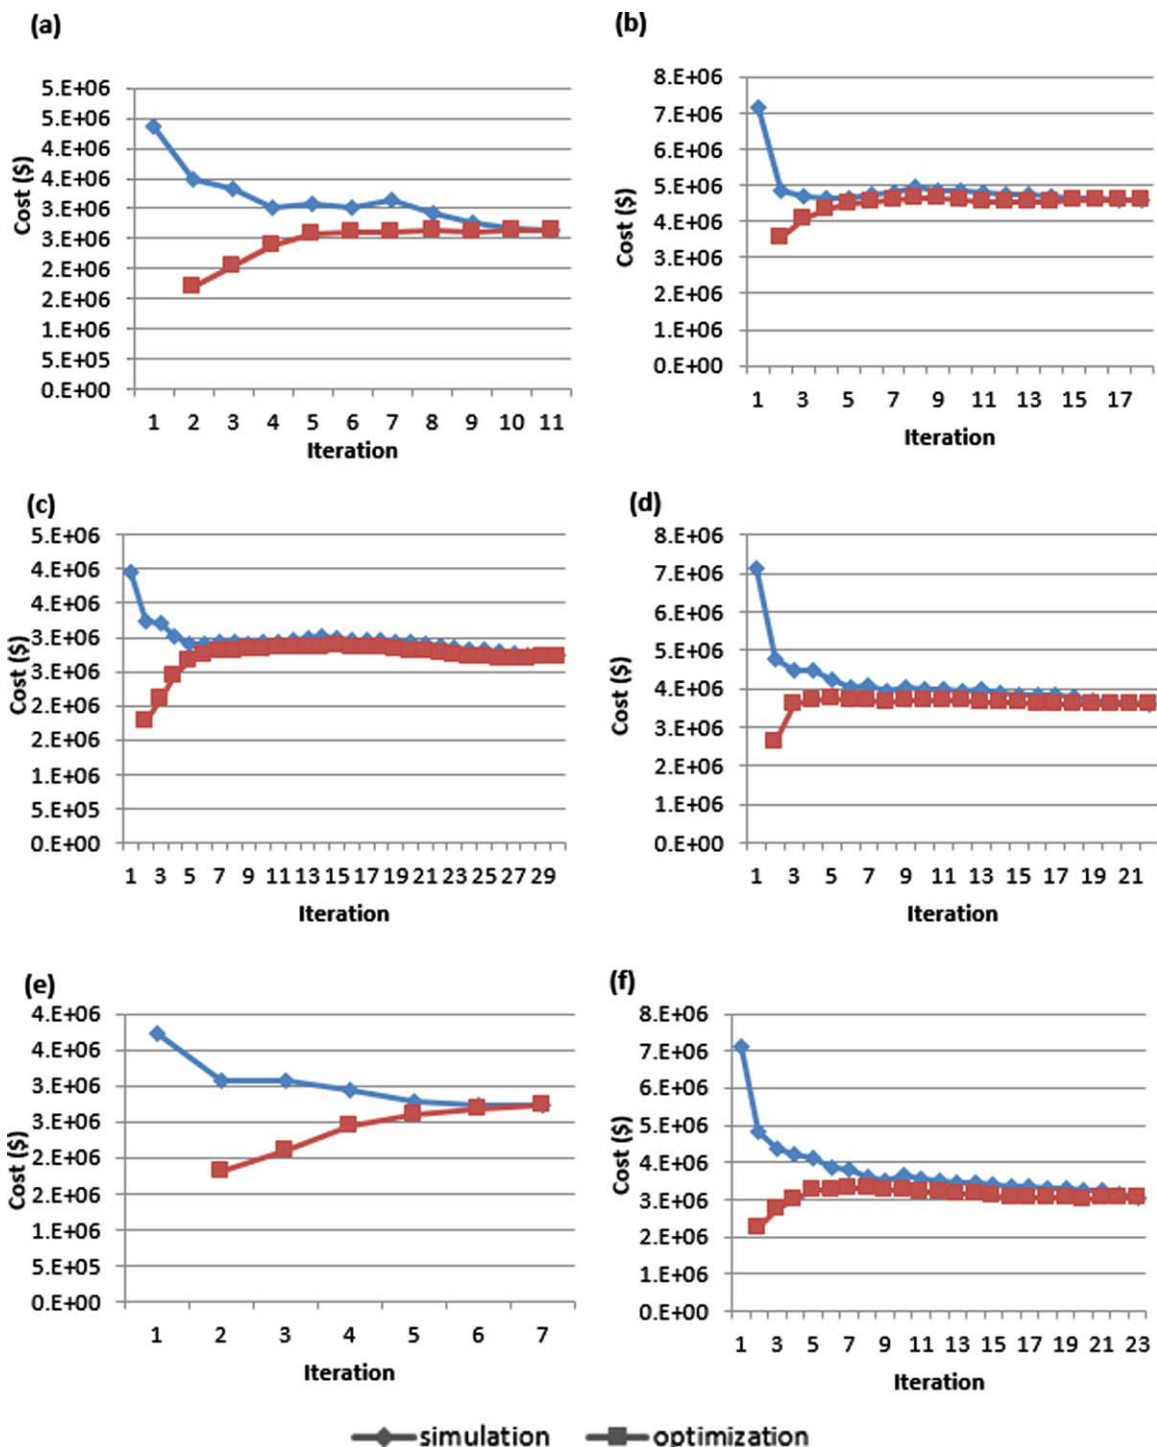 (a)
5.E+06
5.E+06
4.E+06
4.E+06
3.E+06
3.E+06
2.E+06
2.E+06
1.E+06
5.E+05
0.E+00
Cost ($)
1 2 3 4 5 6 7 8 9 10 11
Iteration
(b)
8.E+06
7.E+06
6.E+06
5.E+06
4.E+06
3.E+06
2.E+06
1.E+06
0.E+00
Cost ($)
1 3 5 7 9 11 13 15 17
Iteration
(c)
5.E+06
4.E+06
4.E+06
3.E+06
3.E+06
2.E+06
2.E+06
1.E+06
5.E+05
0.E+00
Cost ($)
1 3 5 7 9 11 13 15 17 19 21 23 25 27 29
Iteration
(d)
8.E+06
7.E+06
6.E+06
5.E+06
4.E+06
3.E+06
2.E+06
1.E+06
0.E+00
Cost ($)
1 3 5 7 9 11 13 15 17 19 21
Iteration
(e)
4.E+06
4.E+06
3.E+06
3.E+06
2.E+06
2.E+06
1.E+06
5.E+05
0.E+00
Cost ($)
1 2 3 4 5 6 7
Iteration
(f)
8.E+06
7.E+06
6.E+06
5.E+06
4.E+06
3.E+06
2.E+06
1.E+06
0.E+00
Cost ($)
1 3 5 7 9 11 13 15 17 19 21 23
Iteration
simulation optimization